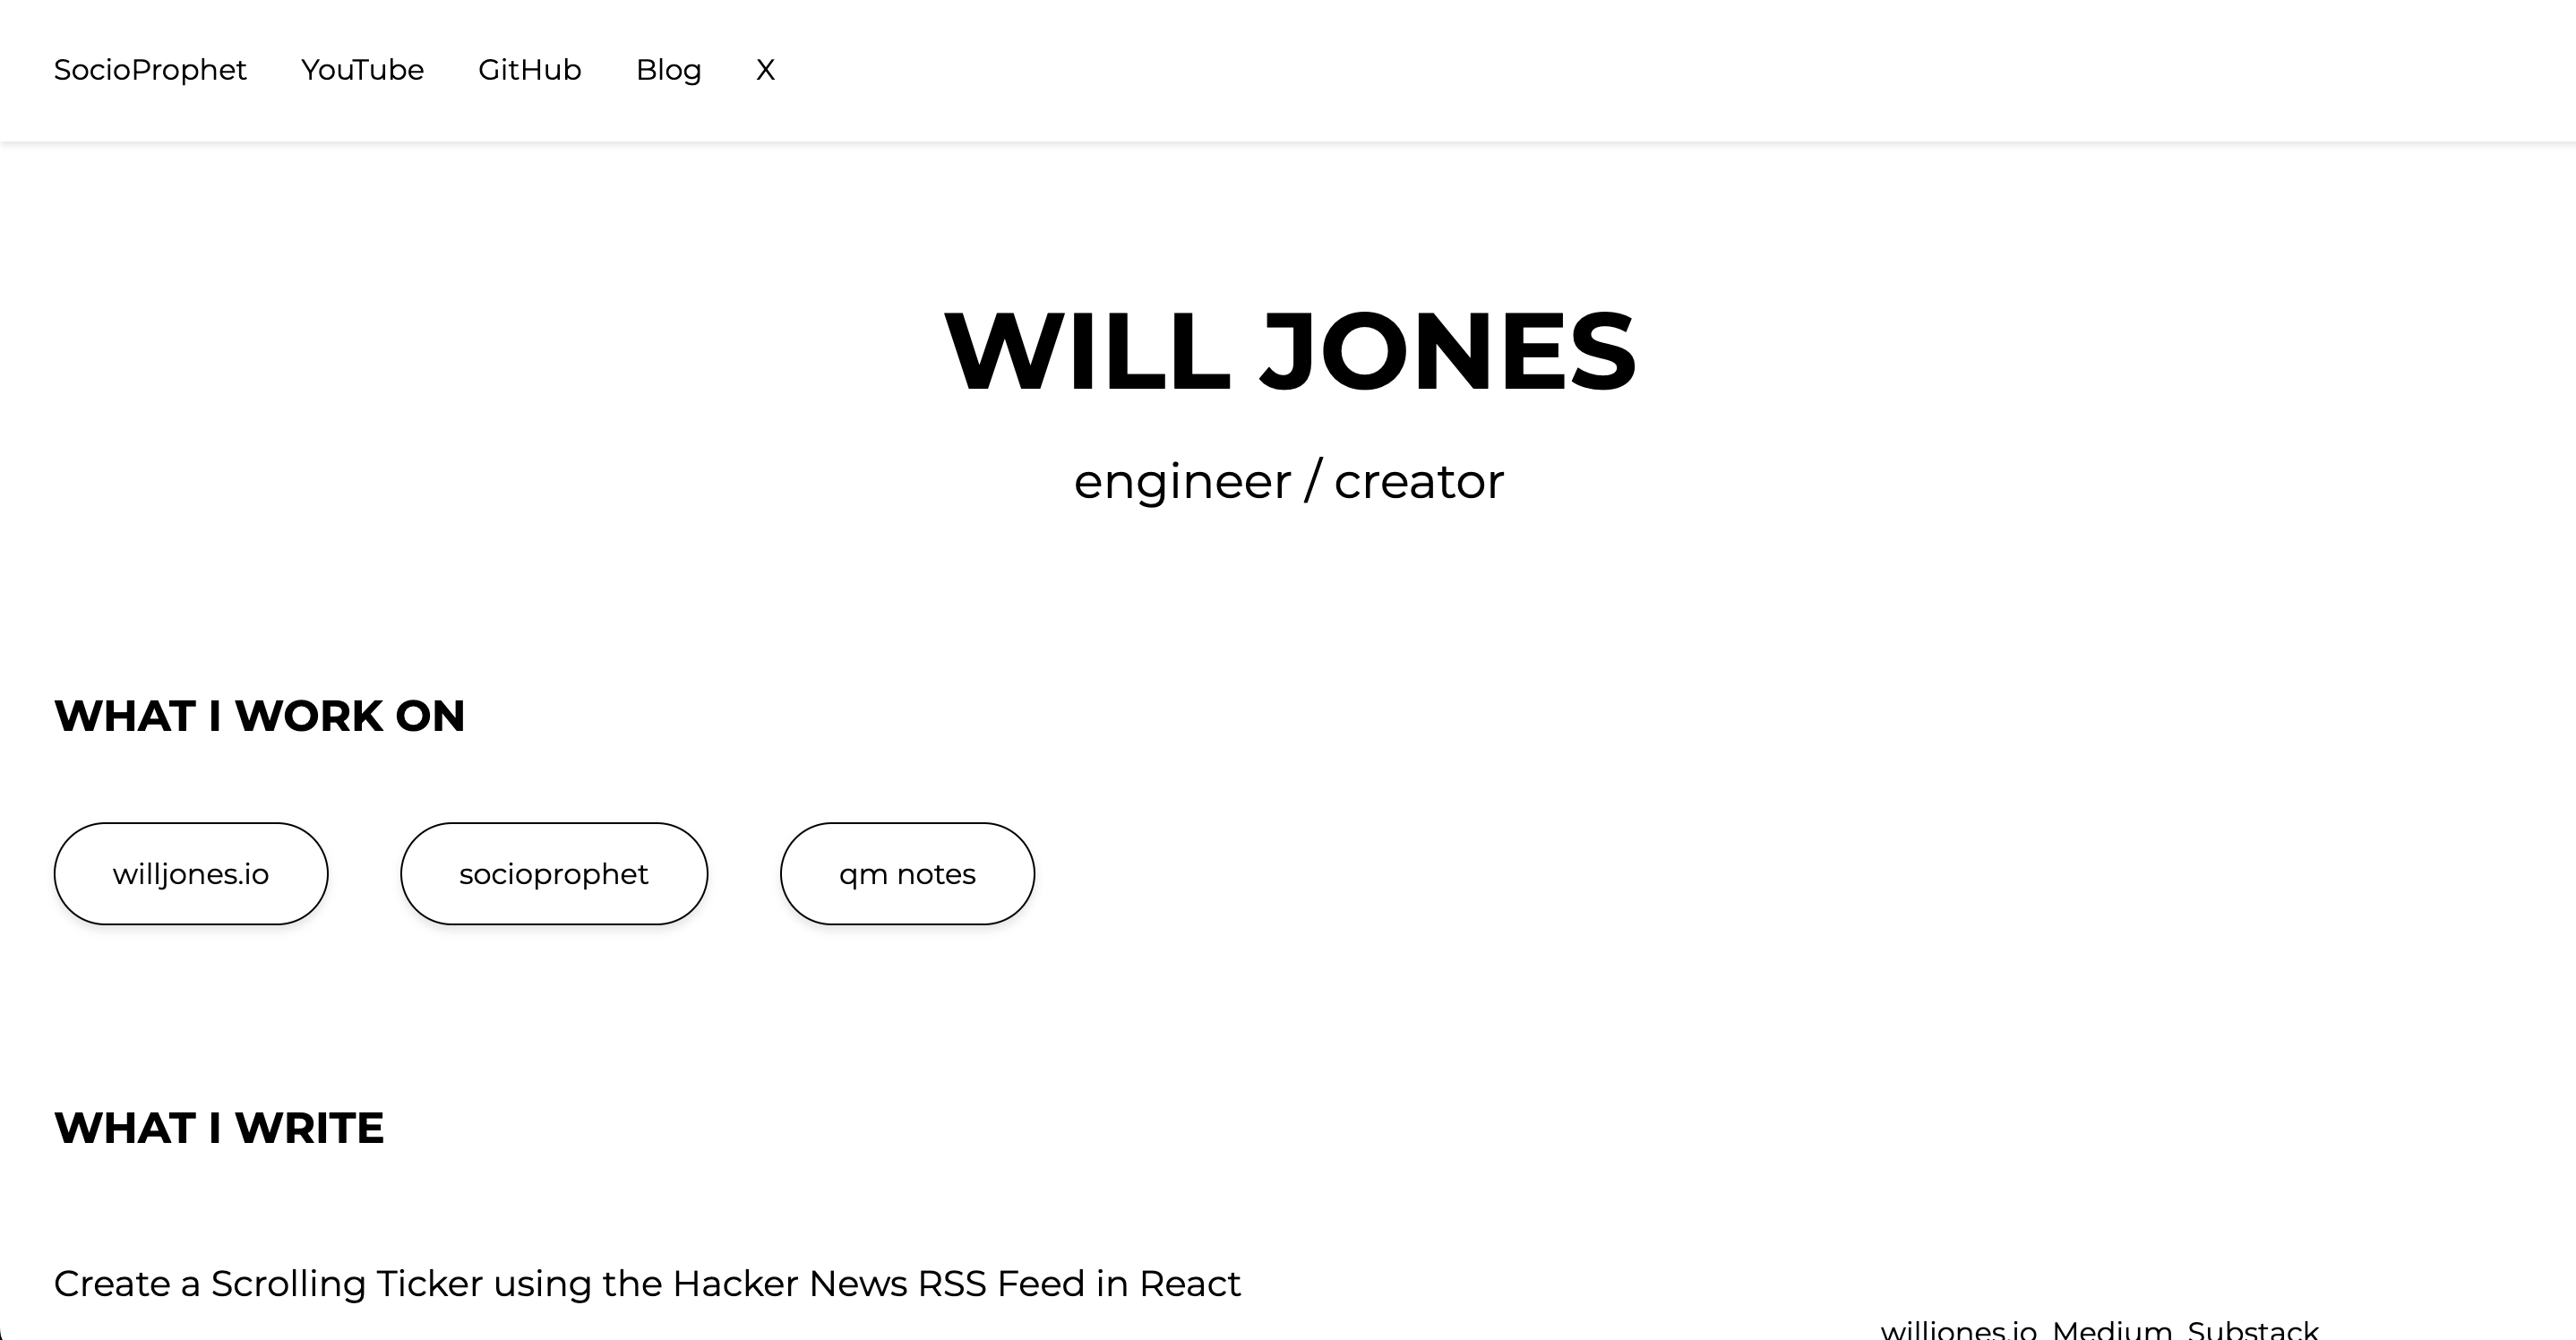 SocioProphet YouTube GitHub Blog X
WILL JONES
engineer / creator
WHAT I WORK ON
willjones.io socioprophet qm notes
WHAT I WRITE
Create a Scrolling Ticker using the Hacker News RSS Feed in React
willjones.io Medium Substack